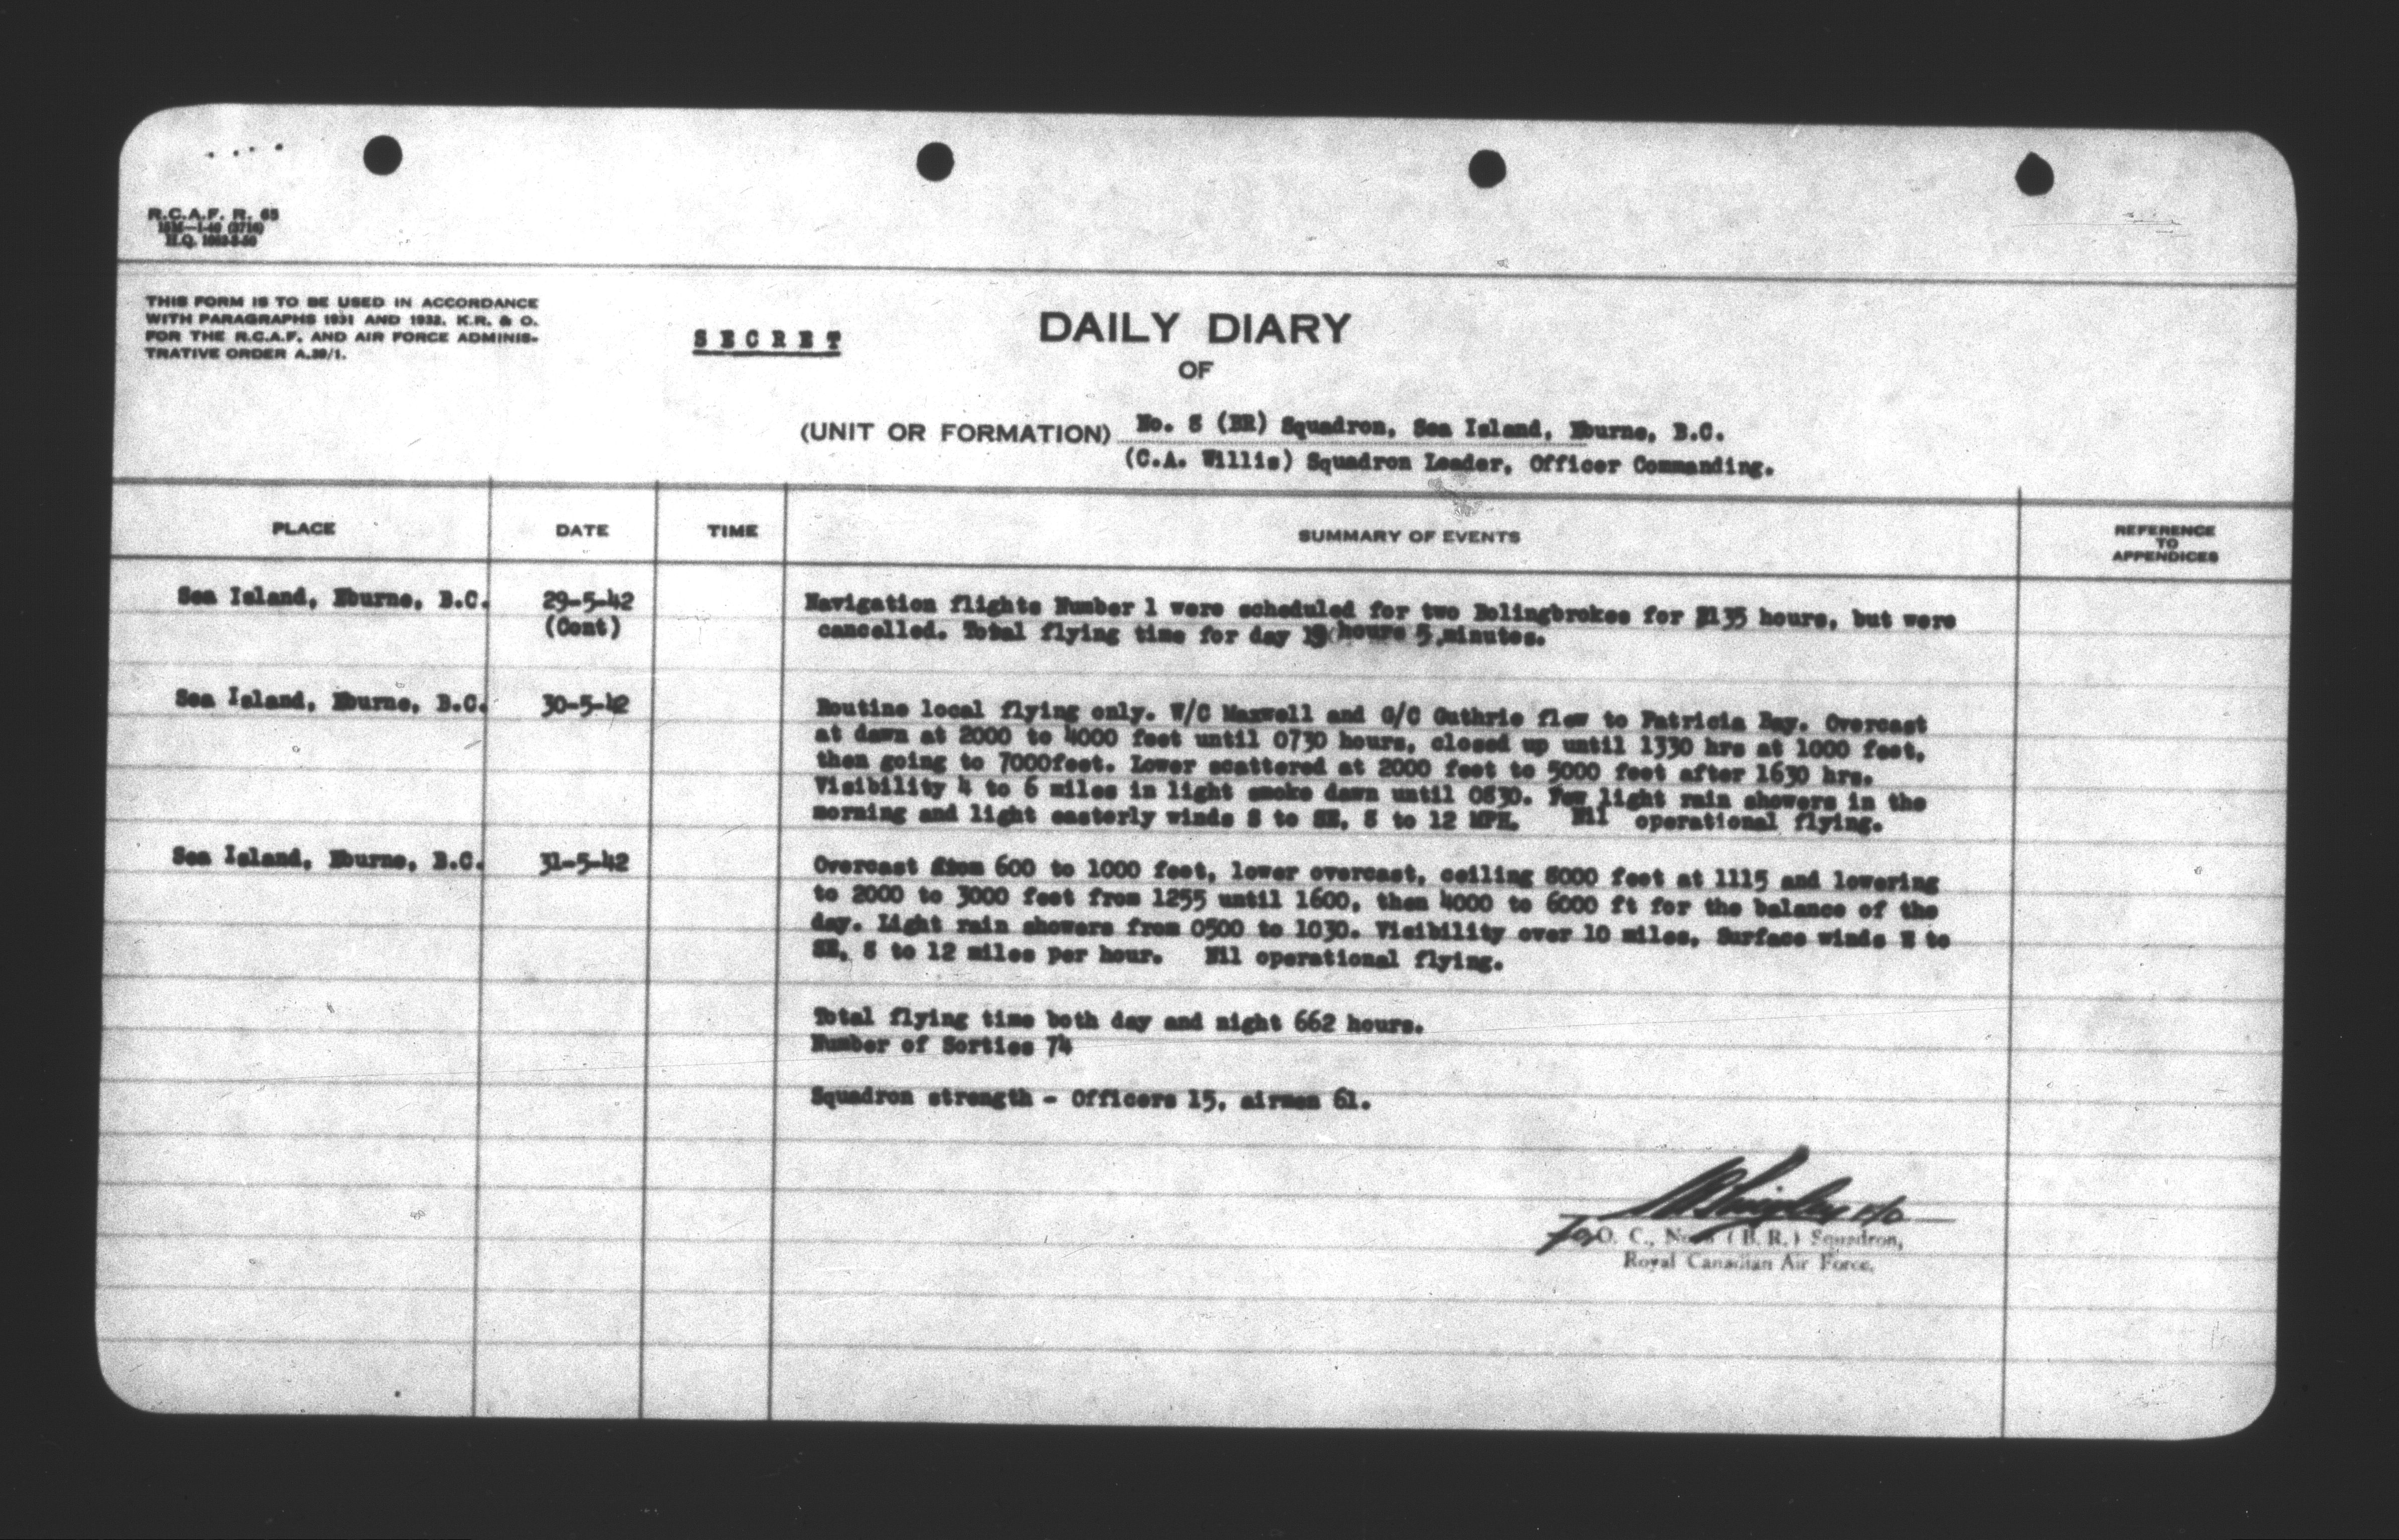 R.C.A.F. R. 65
H.Q.
THIS FORM IS TO BE USED IN ACCORDANCE
WITH PARAGRAPHS 1931 AND 1932. K.R. & O.
FOR THE R.C.A.F. AND AIR FORCE ADMINIS-
TRATIVE ORDER A.
SECRET
DAILY DIARY
OF
(UNIT OR FORMATION) No. 8 (BR) Squadron, Sea Island, Eburne, B.C.
(C.A. Willis) Squadron Leader, Officer Commanding.
PLACE DATE TIME SUMMARY OF EVENTS REFERENCE TO APPENDICES
Sea Island, Eburne, B.C. 29-5-42 Navigation flights Number 1 were scheduled for two Bolingbrokes for 2135 hours, but were
(Cont) cancelled. Total flying time for day 19 hours 5 minutes.
Sea Island, Eburne, B.C. 30-5-42 Routine local flying only. W/C Maxwell and G/C Guthrie flew to Patricia Bay. Overcast
at dawn at 2000 to 4000 feet until 0730 hours, closed up until 1330 hrs at 1000 feet,
then going to 7000feet. Lower scattered at 2000 feet to 5000 feet after 1630 hrs.
Visibility 4 to 6 miles in light smoke dawn until 0830. Few light rain showers in the
morning and light easterly winds to SE, 8 to 12 MPH. Nil operational flying.
Sea Island, Eburne, B.C. 31-5-42 Overcast from 600 to 1000 feet, lower overcast, ceiling 8000 feet at 1115 and lowering
to 2000 to 3000 feet from 1255 until 1600, then 4000 to 6000 ft for the balance of the
day. Light rain showers from 0500 to 1030. Visibility over 10 miles, Surface winds E to
SE, 8 to 12 miles per hour. Nil operational flying.
Total flying time both day and night 662 hours.
Number of Sorties 74
Squadron strength - Officers 15, airmen 61.
for O. C., No. (B. R.) Squadron,
Royal Canadian Air Force.